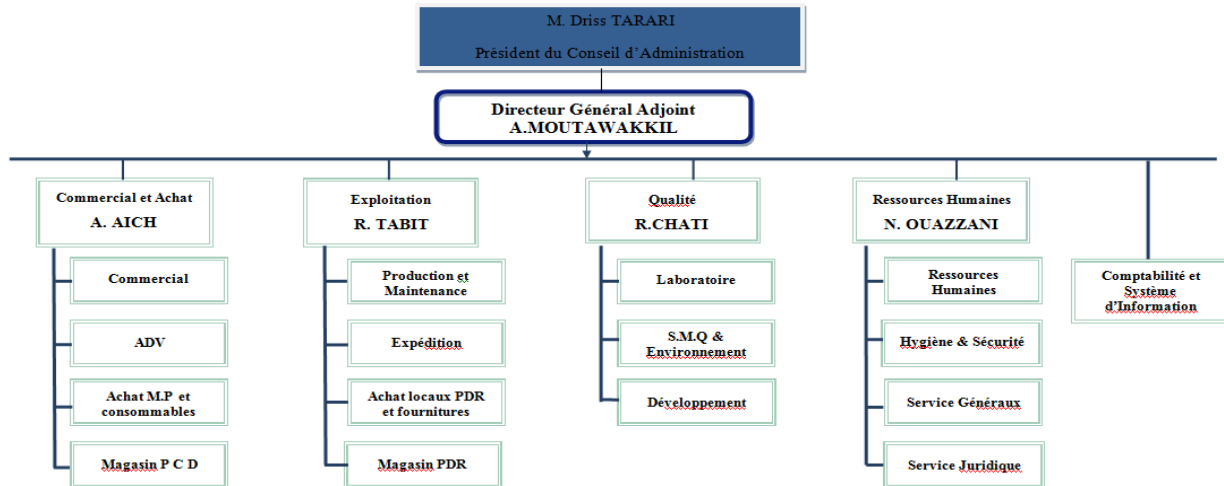 M. Driss TARARI
Président du Conseil d’Administration
Directeur Général Adjoint
A.MOUTAWAKKIL
Commercial et Achat
A. AICH
Commercial
ADV
Achat M.P et
consommables
Magasin P C D
Exploitation
R. TABIT
Production et
Maintenance
Expédition
Achat locaux PDR
et fournitures
Magasin PDR
Qualité
R.CHATI
Laboratoire
S.M.Q &
Environnement
Développement
Ressources Humaines
N. OUAZZANI
Ressources
Humaines
Hygiène & Sécurité
Service Généraux
Service Juridique
Comptabilité et
Système
d’Information